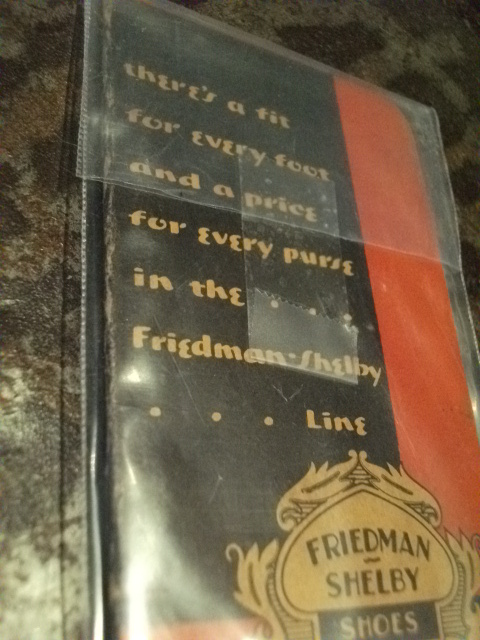 there's a fit
for every foot
and a price
for every purse
in the . . .
Friedman-Shelby
. . . Line
FRIEDMAN
-
SHELBY
SHOES